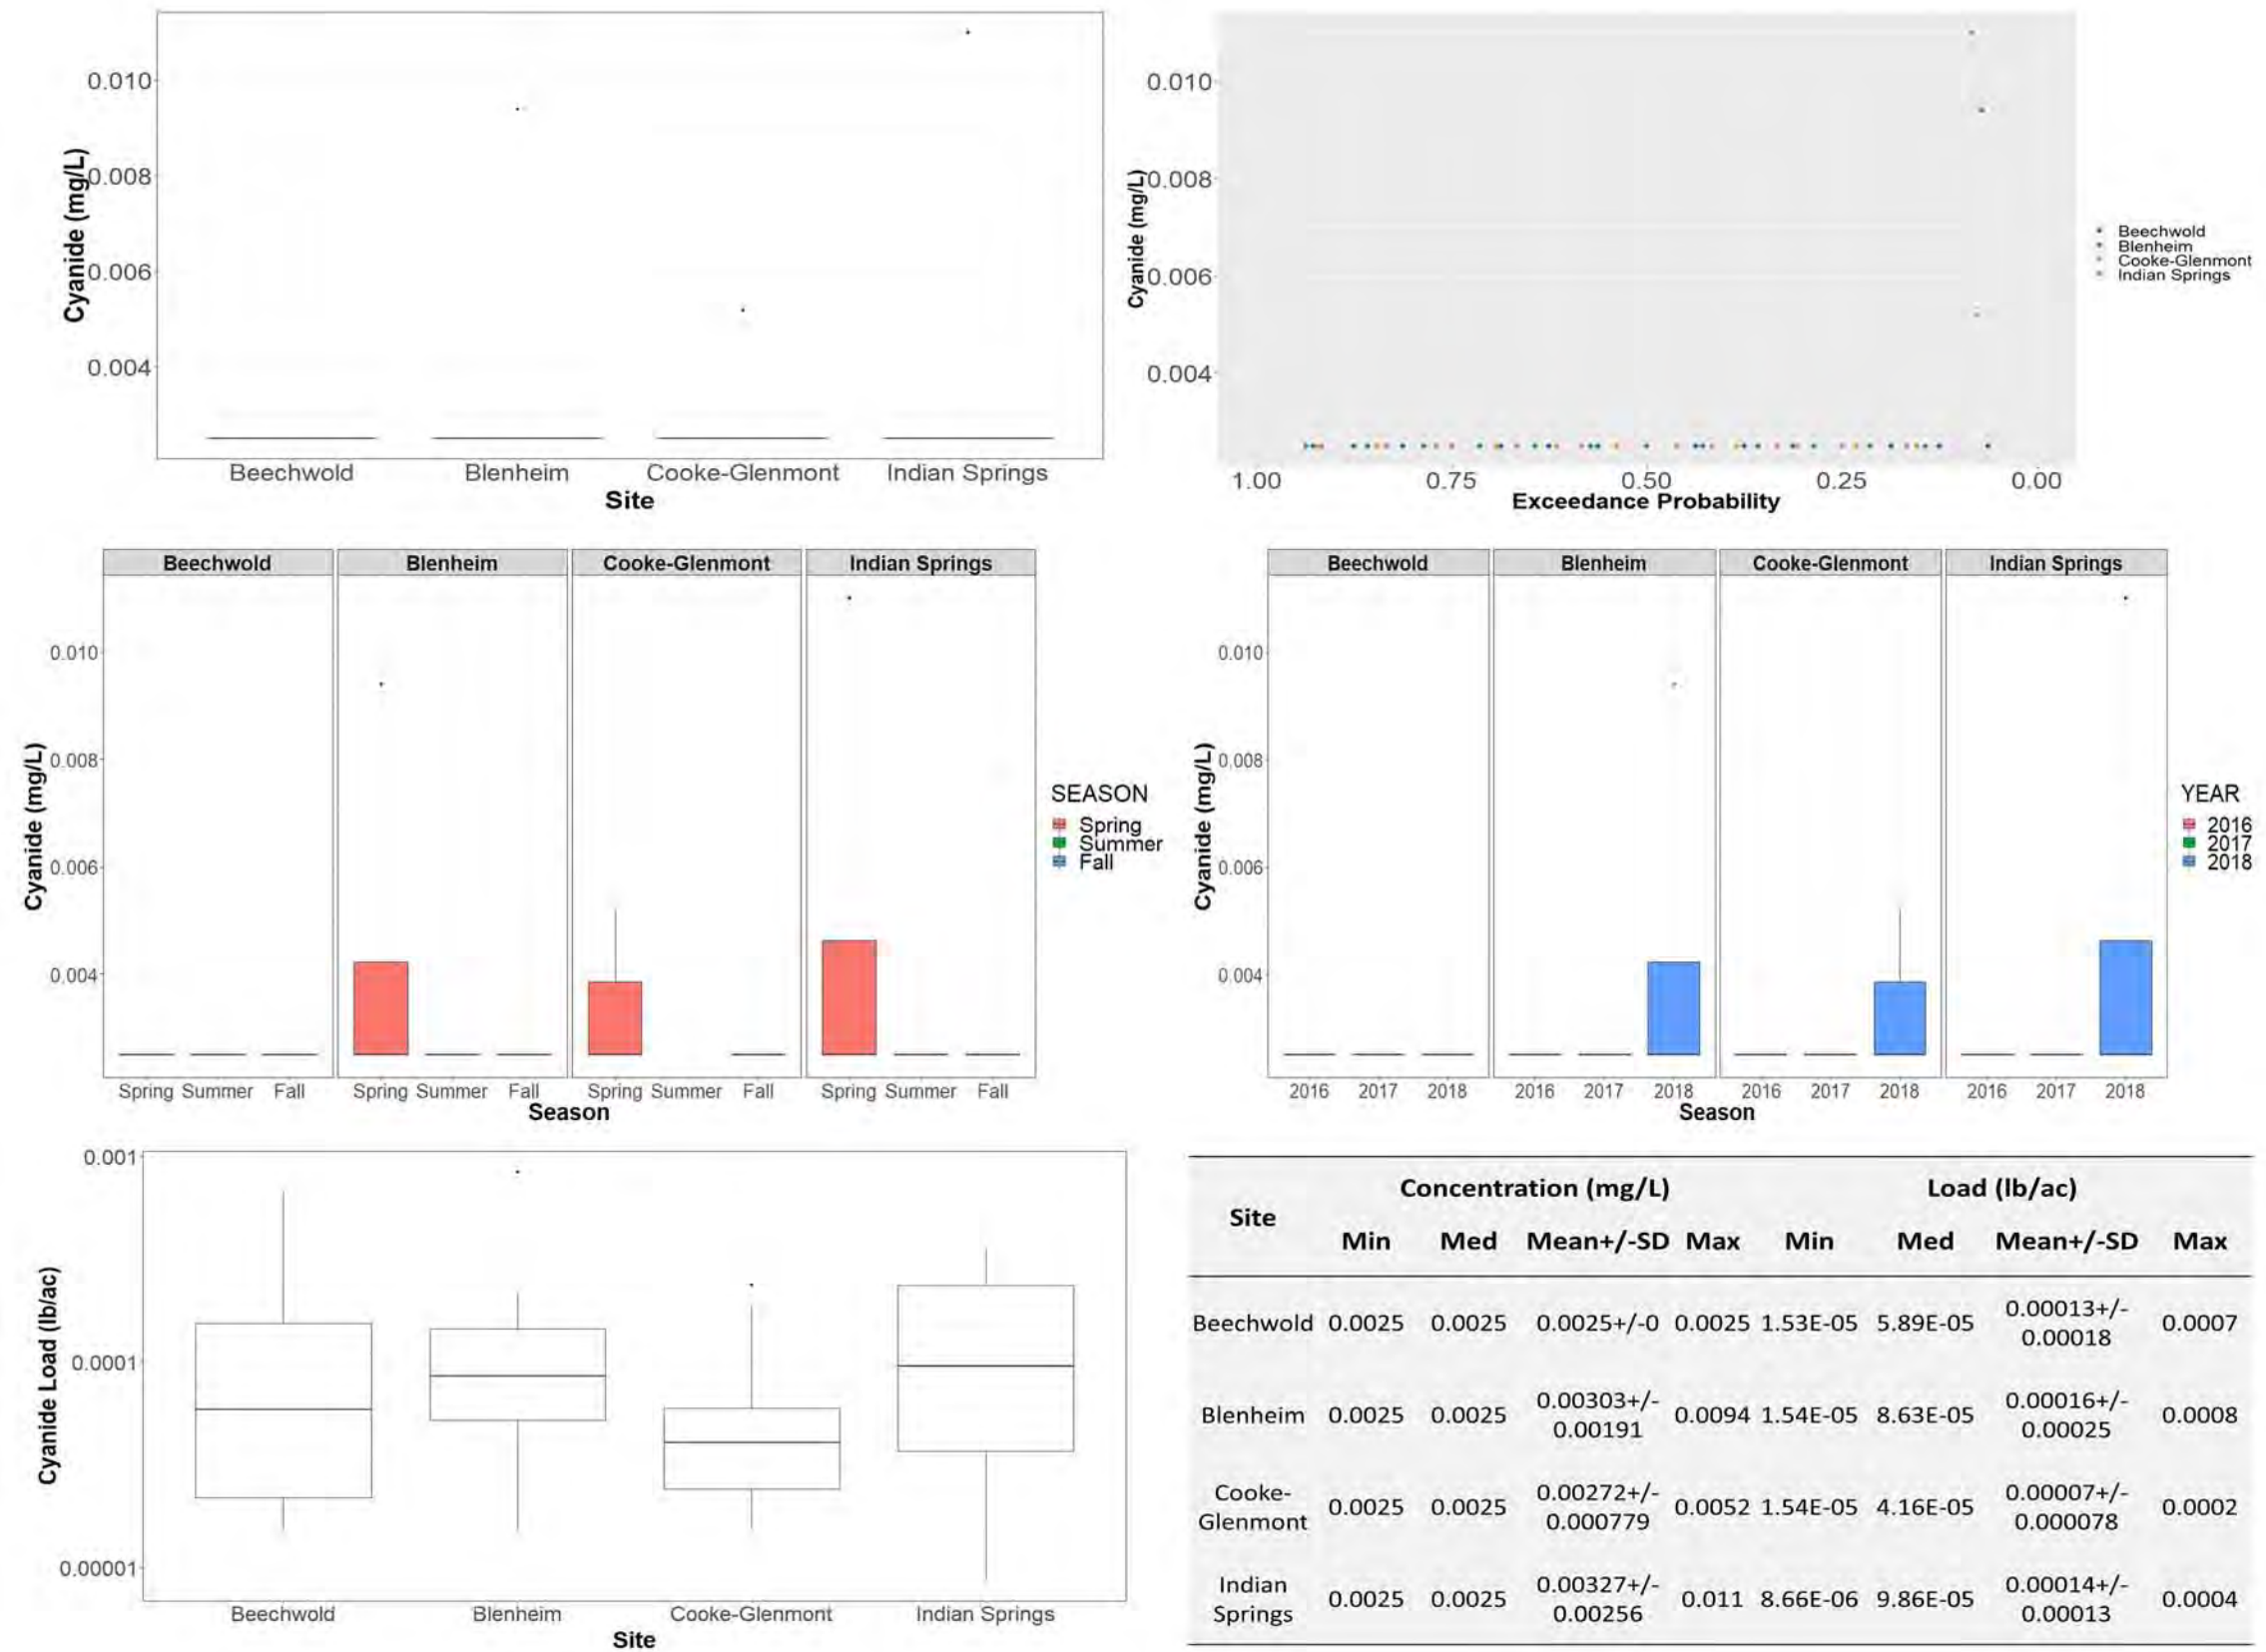 0.010
0.008
0.006
0.004
Cyanide (mg/L)
Beechwold Blenheim Cooke-Glenmont Indian Springs
Site
0.010
0.008
0.006
0.004
Cyanide (mg/L)
1.00 0.75 0.50 0.25 0.00
Exceedance Probability
Beechwold
Blenheim
Cooke-Glenmont
Indian Springs
Beechwold Blenheim Cooke-Glenmont Indian Springs
0.010
0.008
0.006
0.004
Cyanide (mg/L)
Spring Summer Fall Spring Summer Fall Spring Summer Fall Spring Summer Fall
Season
SEASON
Spring
Summer
Fall
Beechwold Blenheim Cooke-Glenmont Indian Springs
0.010
0.008
0.006
0.004
Cyanide (mg/L)
2016 2017 2018 2016 2017 2018 2016 2017 2018 2016 2017 2018
Season
YEAR
2016
2017
2018
0.001
0.0001
0.00001
Cyanide Load (lb/ac)
Beechwold Blenheim Cooke-Glenmont Indian Springs
Site
Concentration (mg/L) Load (lb/ac)
Site
Min Med Mean+/-SD Max Min Med Mean+/-SD Max
Beechwold 0.0025 0.0025 0.0025+/-0 0.0025 1.53E-05 5.89E-05 0.00013+/- 0.0007
0.00018
Blenheim 0.0025 0.0025 0.00303+/- 0.0094 1.54E-05 8.63E-05 0.00016+/- 0.0008
0.00191 0.00025
Cooke- 0.0025 0.0025 0.00272+/- 0.0052 1.54E-05 4.16E-05 0.00007+/- 0.0002
Glenmont 0.000779 0.000078
Indian 0.0025 0.0025 0.00327+/- 0.011 8.66E-06 9.86E-05 0.00014+/- 0.0004
Springs 0.00256 0.00013